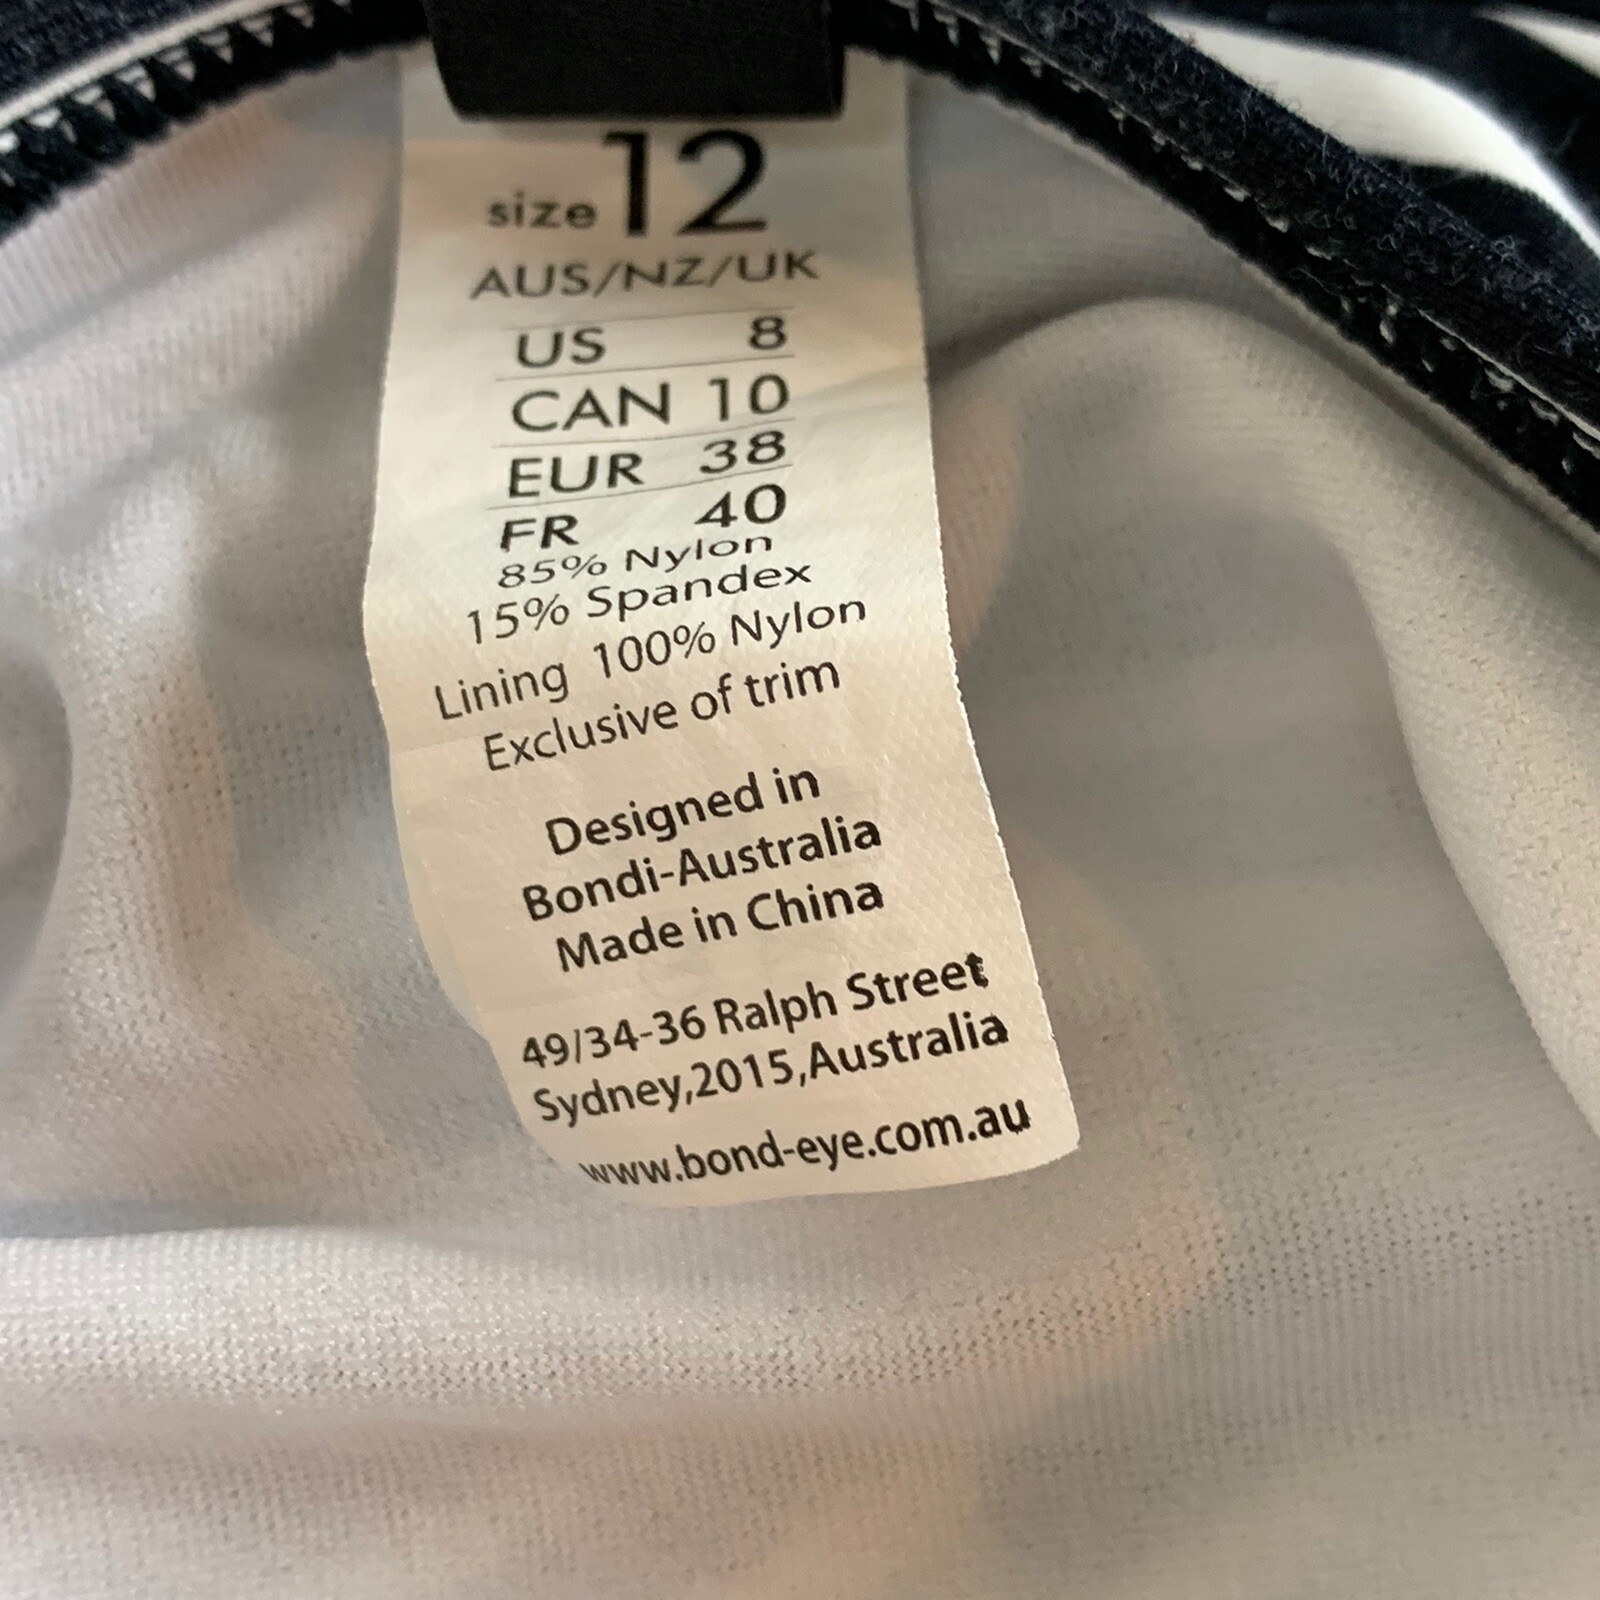 size 12
AUS/NZ/UK
US 8
CAN 10
EUR 38
FR 40
85% Nylon
15% Spandex
Lining 100% Nylon
Exclusive of trim
Designed in
Bondi-Australia
Made in China
49/34-36 Ralph Street
Sydney,2015,Australia
www.bond-eye.com.au